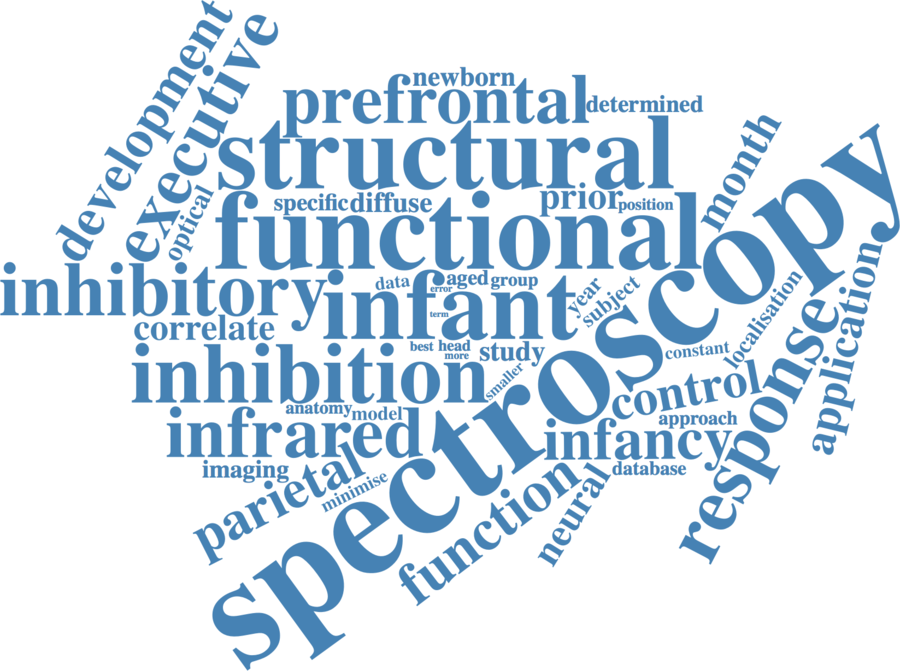 development
executive
optical
newborn
prefrontal
determined
structural
month
specific
diffuse
prior
position
functional
spectroscopy
inhibitory
data
error
aged
group
infant
term
year
subject
correlate
best
head
more
study
constant
localisation
application
inhibition
smaller
control
response
anatomy
model
approach
infrared
infancy
imaging
parietal
minimise
database
function
neural